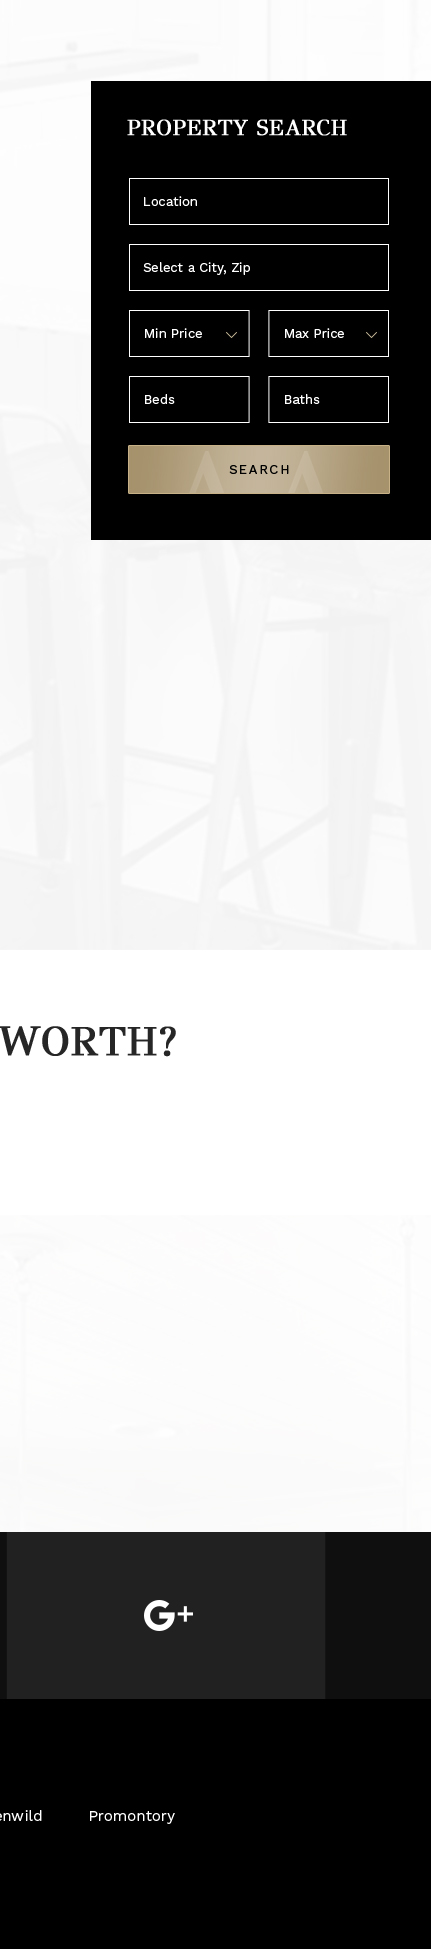 PROPERTY SEARCH
Location
Select a City, Zip
Min Price Max Price
Beds Baths
SEARCH
WORTH?
G+
enwild Promontory